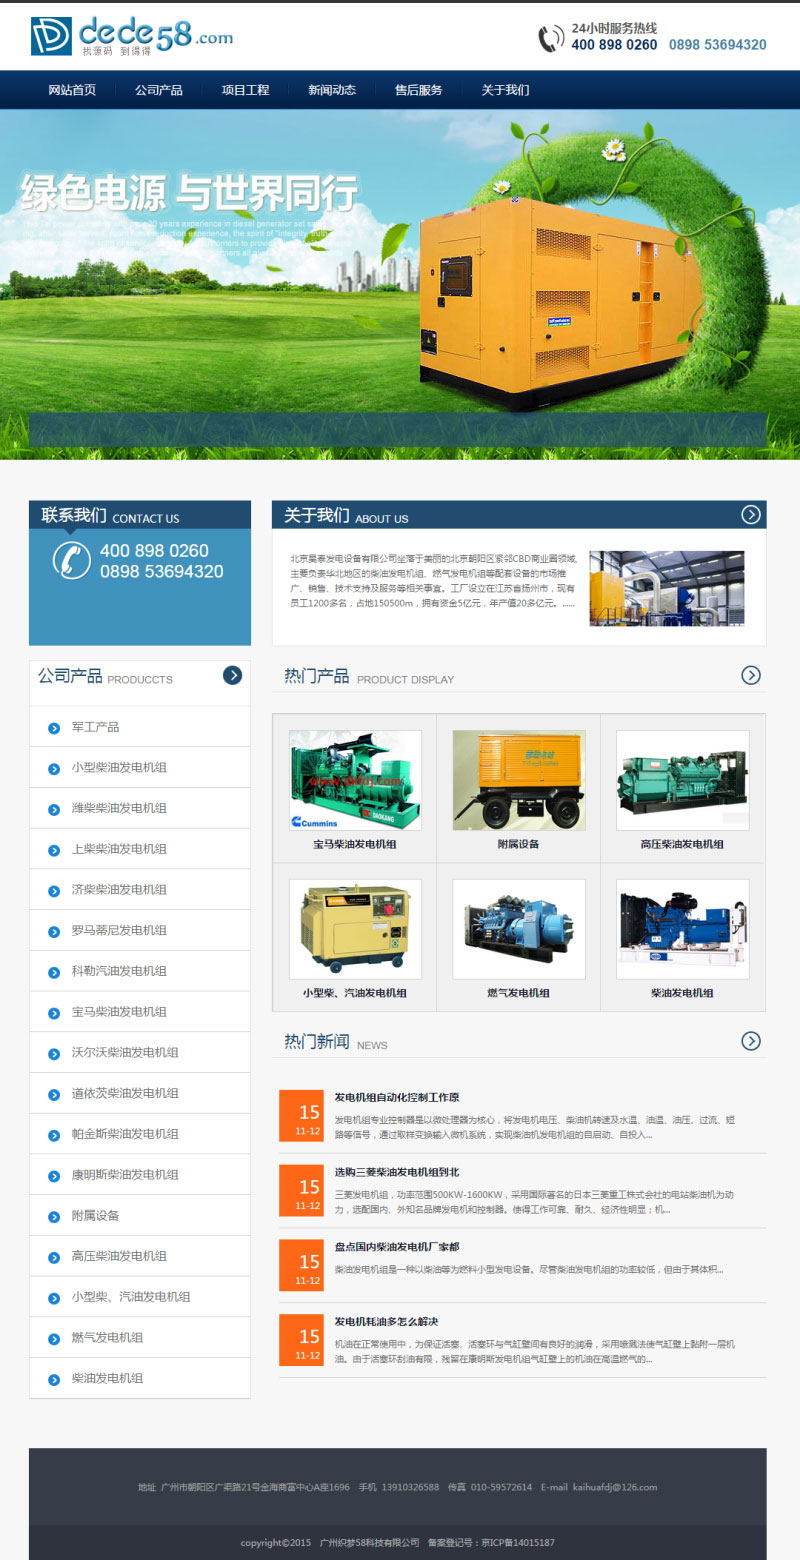 dede58.com
找源码 到得得
24小时服务热线
400 898 0260 0898 53694320
网站首页 公司产品 项目工程 新闻动态 售后服务 关于我们
绿色电源 与世界同行
联系我们 CONTACT US
400 898 0260
0898 53694320
关于我们 ABOUT US
北京昊泰发电设备有限公司坐落于美丽的北京朝阳区紧邻CBD商业圆领域,
主要负责华北地区的柴油发电机组、燃气发电机组等配套设备的市场推
广、销售、技术支持及服务等相关事宜。工厂设立在江苏省扬州市，现有
员工1200多名，占地150500m，拥有资金5亿元，年产值20多亿元。......
公司产品 PRODUCCTS
军工产品
小型柴油发电机组
潍柴柴油发电机组
上柴柴油发电机组
济柴柴油发电机组
罗马蒂尼发电机组
科勒汽油发电机组
宝马柴油发电机组
沃尔沃柴油发电机组
道依茨柴油发电机组
帕金斯柴油发电机组
康明斯柴油发电机组
附属设备
高压柴油发电机组
小型柴、汽油发电机组
燃气发电机组
柴油发电机组
热门产品 PRODUCT DISPLAY
Cummins
宝马柴油发电机组 附属设备 高压柴油发电机组
小型柴、汽油发电机组 燃气发电机组 柴油发电机组
热门新闻 NEWS
15
11-12
发电机组自动化控制工作原
发电机组专业控制器是以微处理器为核心，将发电机电压、柴油机转速及水温、油温、油压、过流、短
路等信号，通过取样变换输入微机系统，实现柴油机发电机组的自启动、自投入...
15
11-12
选购三菱柴油发电机组到北
三菱发电机组，功率范围500KW-1600KW，采用国际著名的日本三菱重工株式会社的电站柴油机为动
力，选配国内、外知名品牌发电机和控制器。使得工作可靠、耐久、经济性明显；机...
15
11-12
盘点国内柴油发电机厂家都
柴油发电机组是一种以柴油等为燃料小型发电设备。尽管柴油发电机组的功率较低，但由于其体积...
15
11-12
发电机耗油多怎么解决
机油在正常使用中，为保证活塞、活塞环与气缸壁间有良好的润滑，采用喷溅法使气缸壁上黏附一层机
油。由于活塞环刮油有限，残留在康明斯发电机组气缸壁上的机油在高温燃气的...
地址 广州市朝阳区广渠路21号金海商富中心A座1696 手机 13910326588 传真 010-59572614 E-mail kaihuafdj@126.com
copyright©2015 广州织梦58科技有限公司 备案登记号：京ICP备14015187